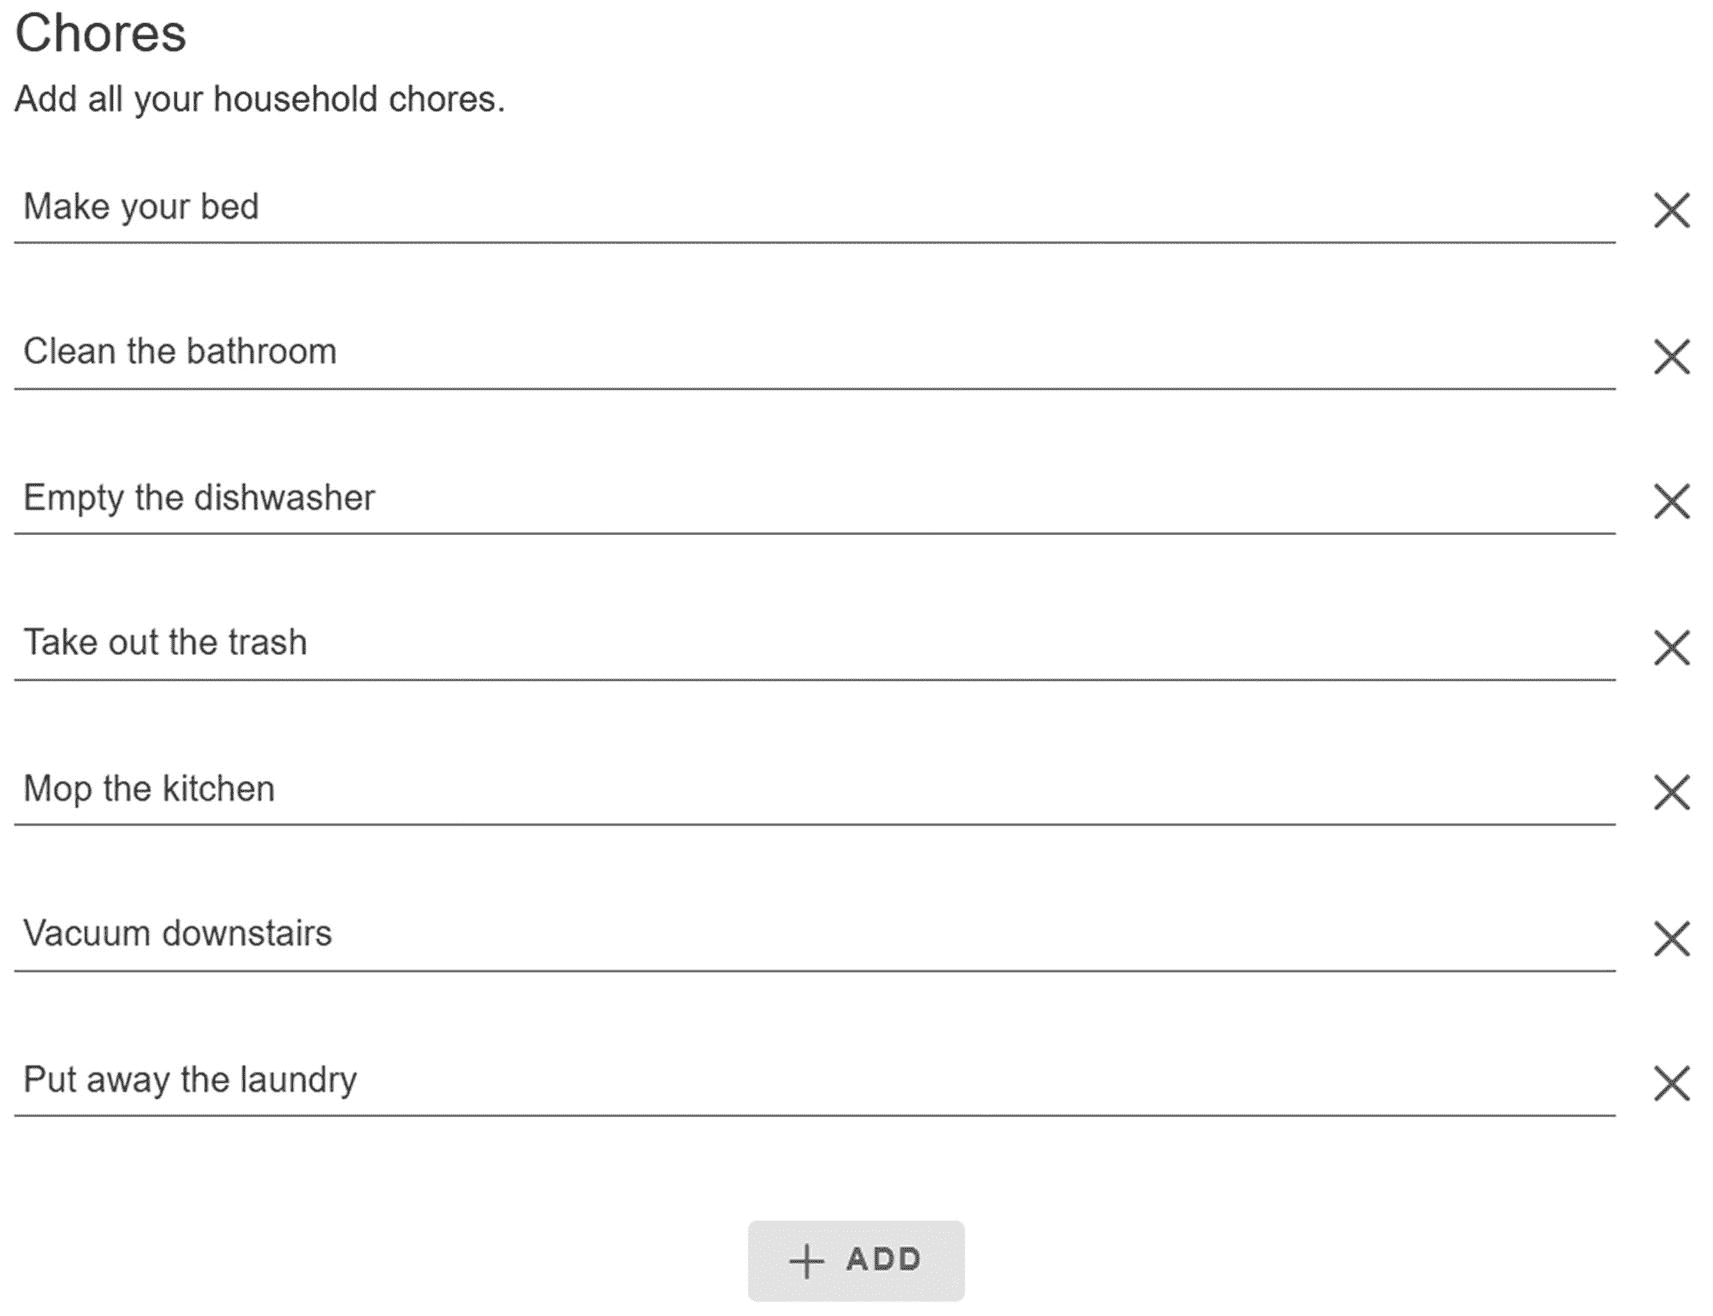 Chores
Add all your household chores.
Make your bed
Clean the bathroom
Empty the dishwasher
Take out the trash
Mop the kitchen
Vacuum downstairs
Put away the laundry
ADD